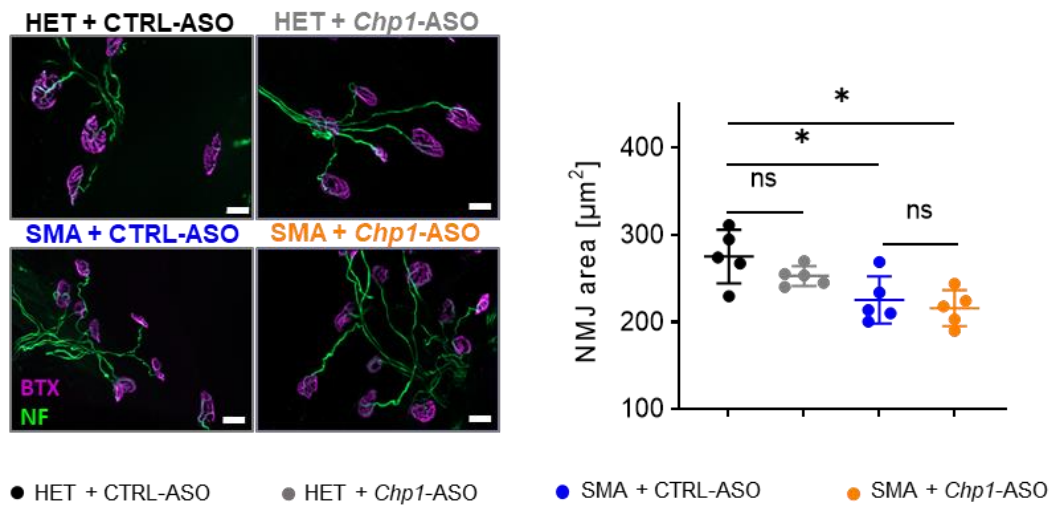 HET + CTRL-ASO
HET + Chp1-ASO
SMA + CTRL-ASO
SMA + Chp1-ASO
BTX
NF
NMJ area [µm²]
400
300
200
100
*
*
ns
ns
HET + CTRL-ASO
HET + Chp1-ASO
SMA + CTRL-ASO
SMA + Chp1-ASO